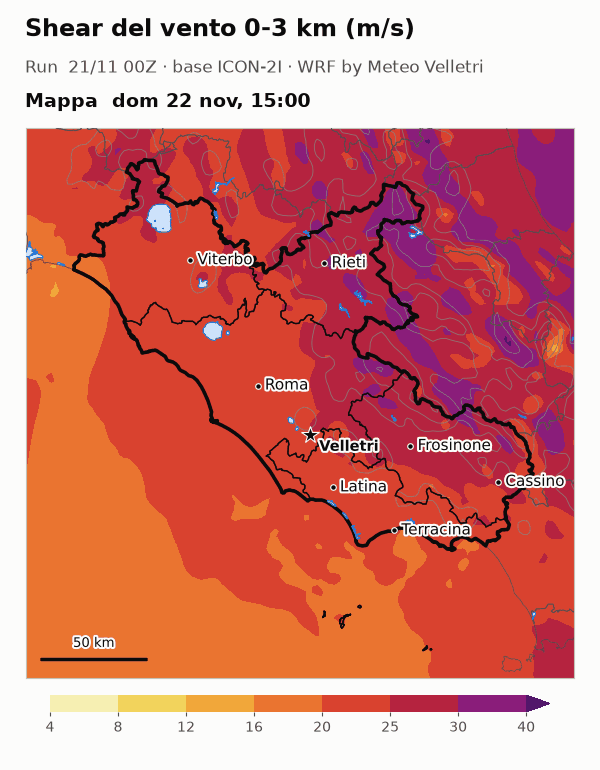 Shear del vento 0-3 km (m/s)
Run  21/11 00Z · base ICON-2I · WRF by Meteo Velletri
Mappa  dom 22 nov, 15:00
Viterbo
Rieti
Roma
Velletri
Frosinone
Latina
Cassino
Terracina
50 km
4 8 12 16 20 25 30 40